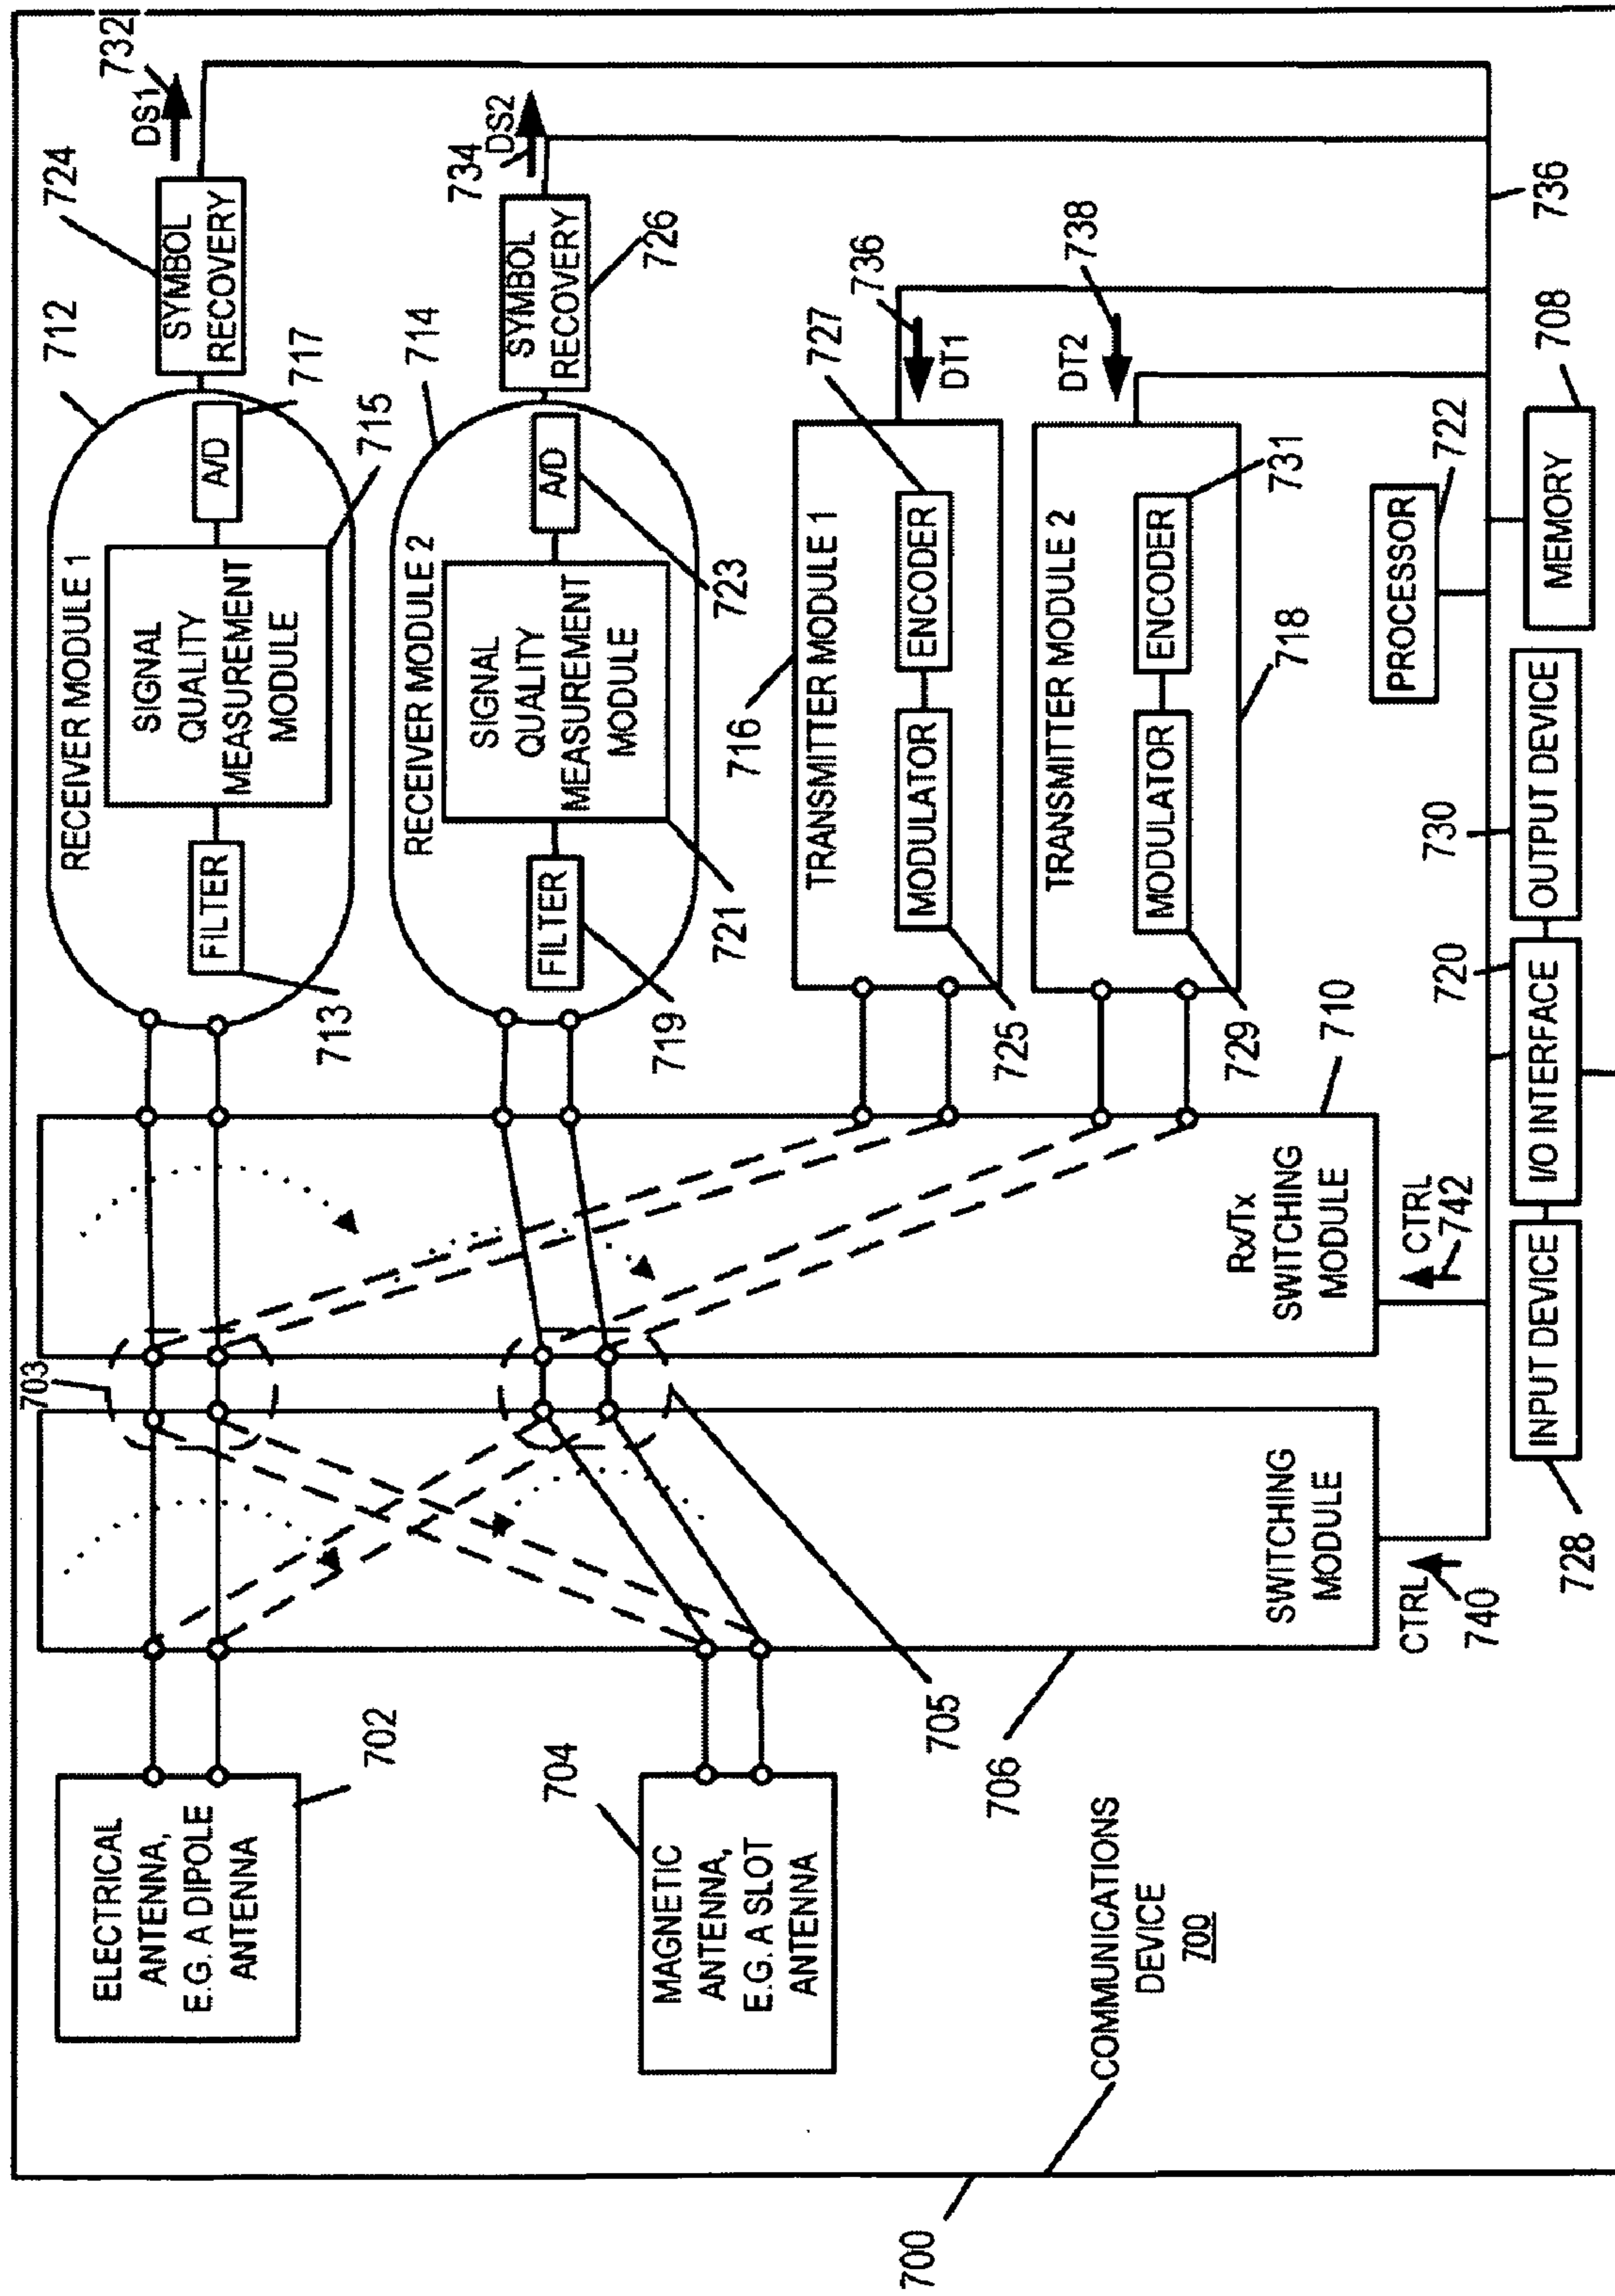 ELECTRICAL
ANTENNA,
E.G. A DIPOLE
ANTENNA
702
MAGNETIC
ANTENNA,
E.G. A SLOT
ANTENNA
704
COMMUNICATIONS
DEVICE
700
700
703
705
706
SWITCHING
MODULE
CTRL
740
Rx/Tx
SWITCHING
MODULE
710
CTRL
742
RECEIVER MODULE 1
712
FILTER
713
SIGNAL
QUALITY
MEASUREMENT
MODULE
715
A/D
717
SYMBOL
RECOVERY
724
DS1
732
RECEIVER MODULE 2
714
FILTER
719
SIGNAL
QUALITY
MEASUREMENT
MODULE
721
A/D
723
SYMBOL
RECOVERY
726
DS2
734
TRANSMITTER MODULE 1
716
MODULATOR
725
ENCODER
727
DT1
736
TRANSMITTER MODULE 2
718
MODULATOR
729
ENCODER
731
DT2
738
PROCESSOR
722
736
INPUT DEVICE
728
I/O INTERFACE
720
OUTPUT DEVICE
730
MEMORY
708